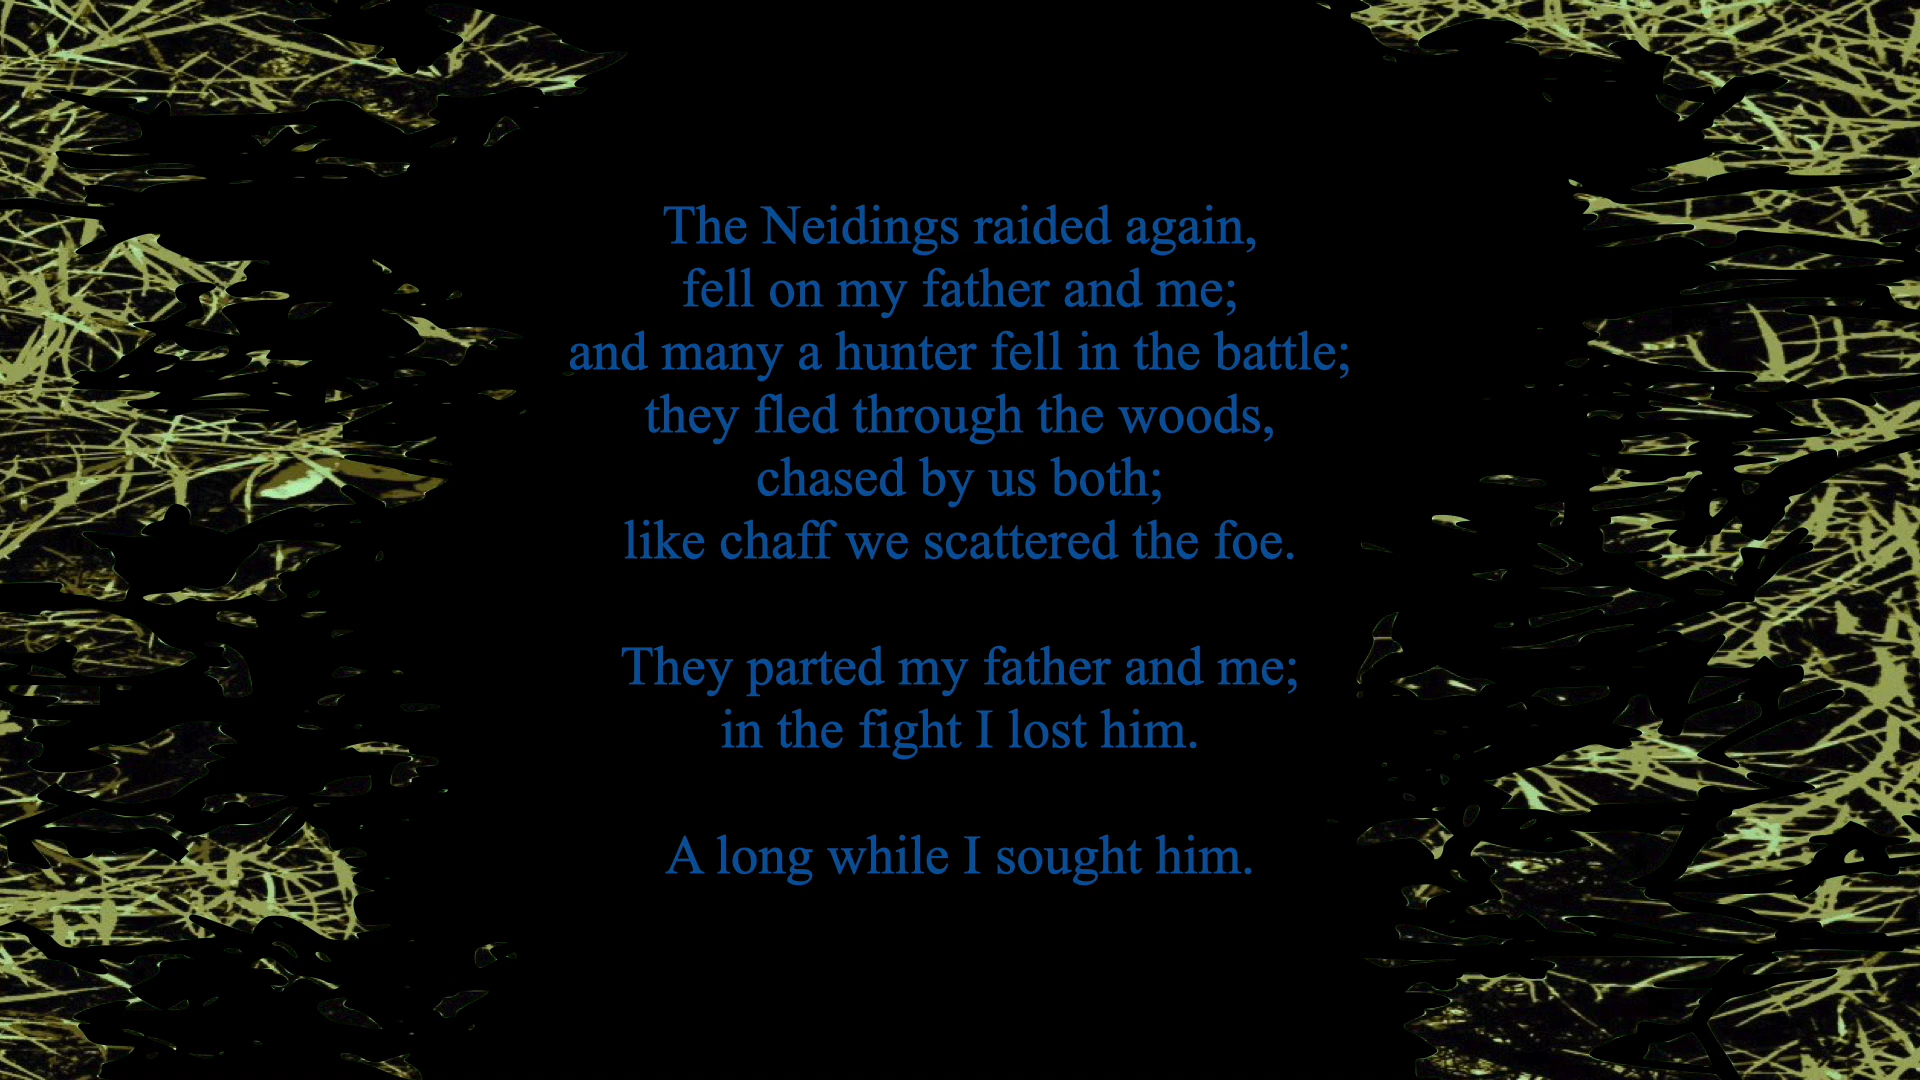 The Neidings raided again,
fell on my father and me;
and many a hunter fell in the battle;
they fled through the woods,
chased by us both;
like chaff we scattered the foe.
They parted my father and me;
in the fight I lost him.
A long while I sought him.